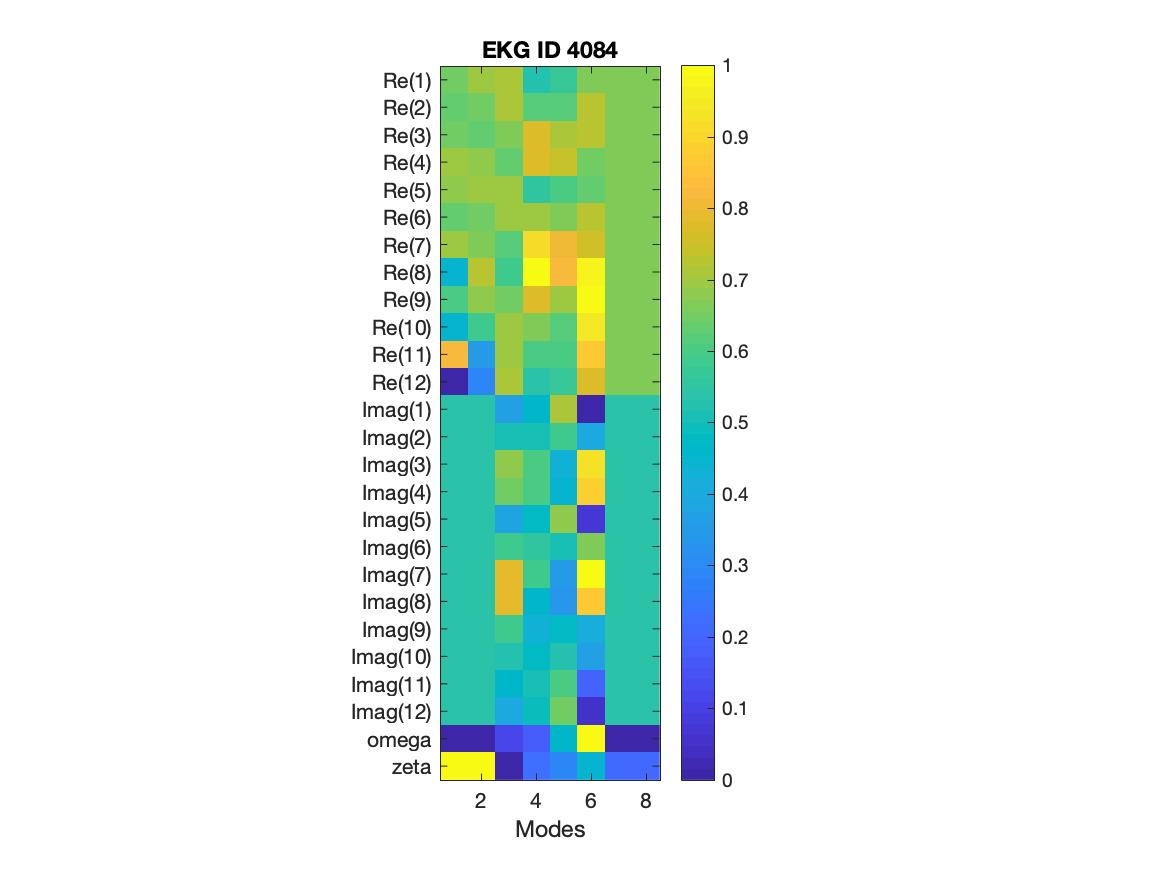 EKG ID 4084
Re(1)
Re(2)
Re(3)
Re(4)
Re(5)
Re(6)
Re(7)
Re(8)
Re(9)
Re(10)
Re(11)
Re(12)
Imag(1)
Imag(2)
Imag(3)
Imag(4)
Imag(5)
Imag(6)
Imag(7)
Imag(8)
Imag(9)
Imag(10)
Imag(11)
Imag(12)
omega
zeta
2 4 6 8
Modes
1
0.9
0.8
0.7
0.6
0.5
0.4
0.3
0.2
0.1
0